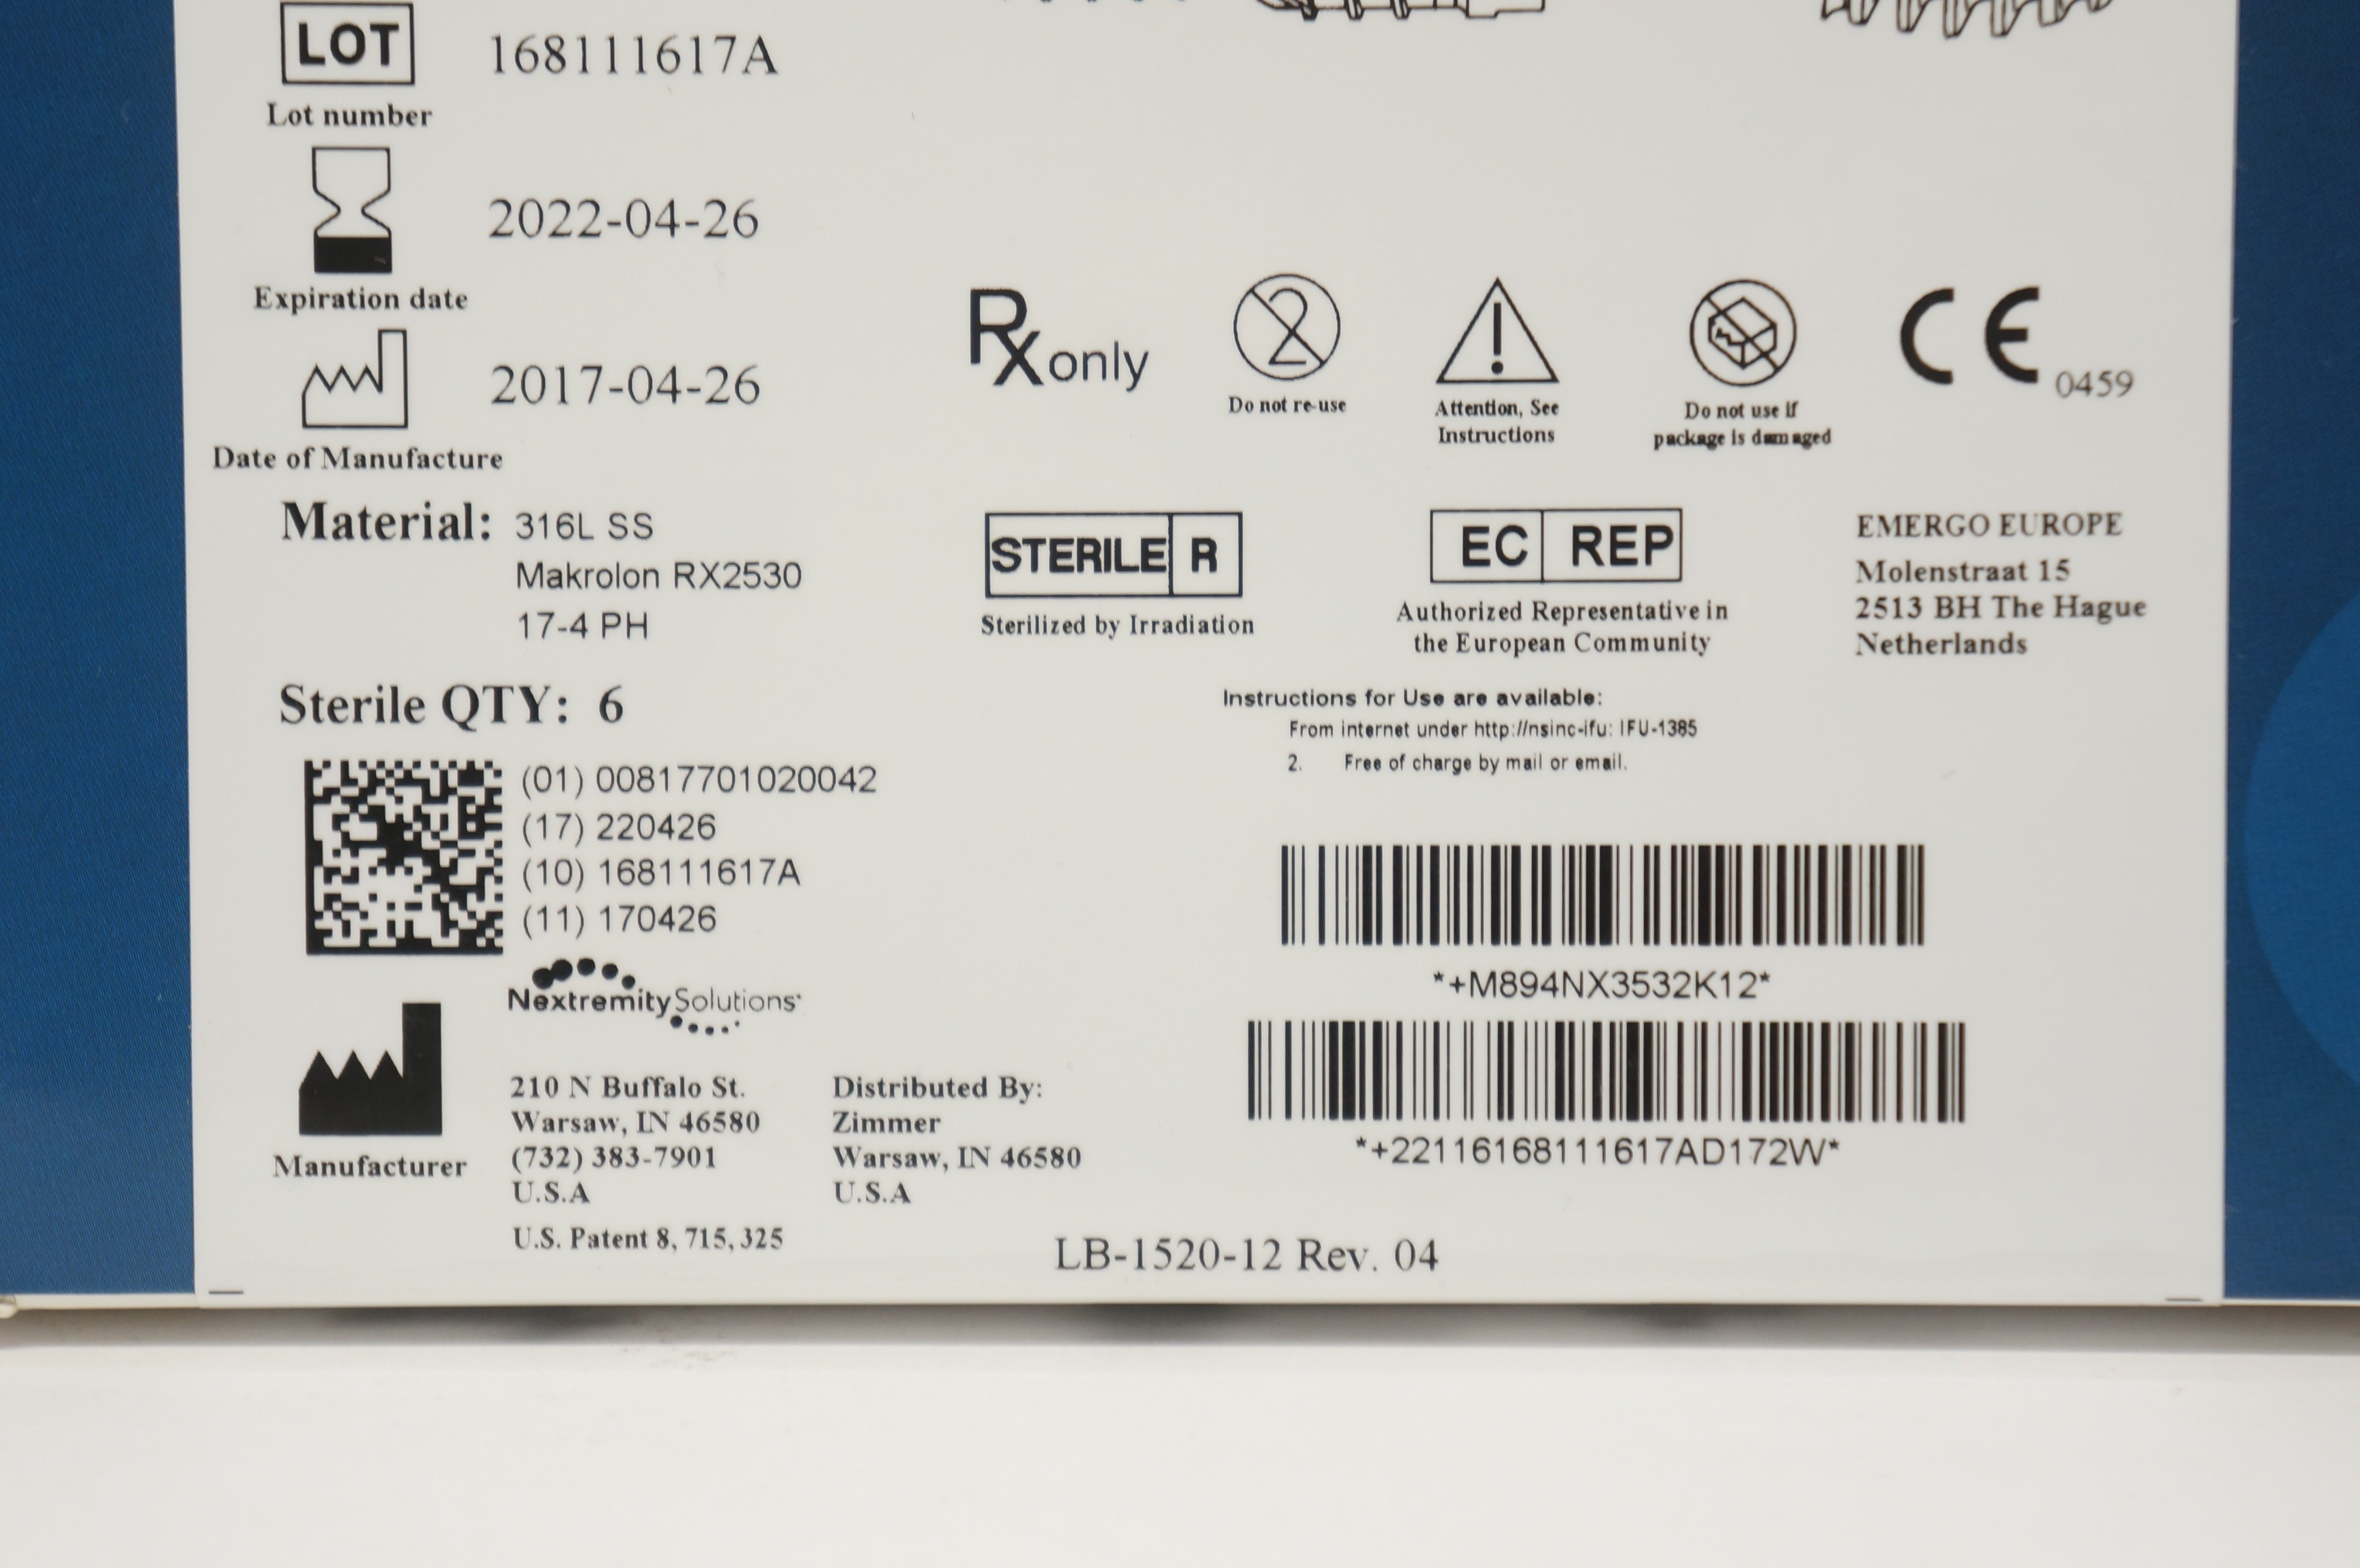 LOT
168111617A
Lot number
2022-04-26
Expiration date
2017-04-26
Date of Manufacture
Rx only
2
Do not re-use
!
Attention, See
Instructions
Do not use if
package is damaged
CE 0459
Material: 316L SS
Makrolon RX2530
17-4 PH
STERILE R
Sterilized by Irradiation
EC REP
Authorized Representative in
the European Community
EMERGO EUROPE
Molenstraat 15
2513 BH The Hague
Netherlands
Sterile QTY: 6
Instructions for Use are available:
From internet under http://nsinc-ifu: IFU-1385
2. Free of charge by mail or email.
(01) 00817701020042
(17) 220426
(10) 168111617A
(11) 170426
*+M894NX3532K12*
*+22116168111617AD172W*
Nextremity Solutions
Manufacturer
210 N Buffalo St.
Warsaw, IN 46580
(732) 383-7901
U.S.A
U.S. Patent 8, 715, 325
Distributed By:
Zimmer
Warsaw, IN 46580
U.S.A
LB-1520-12 Rev. 04